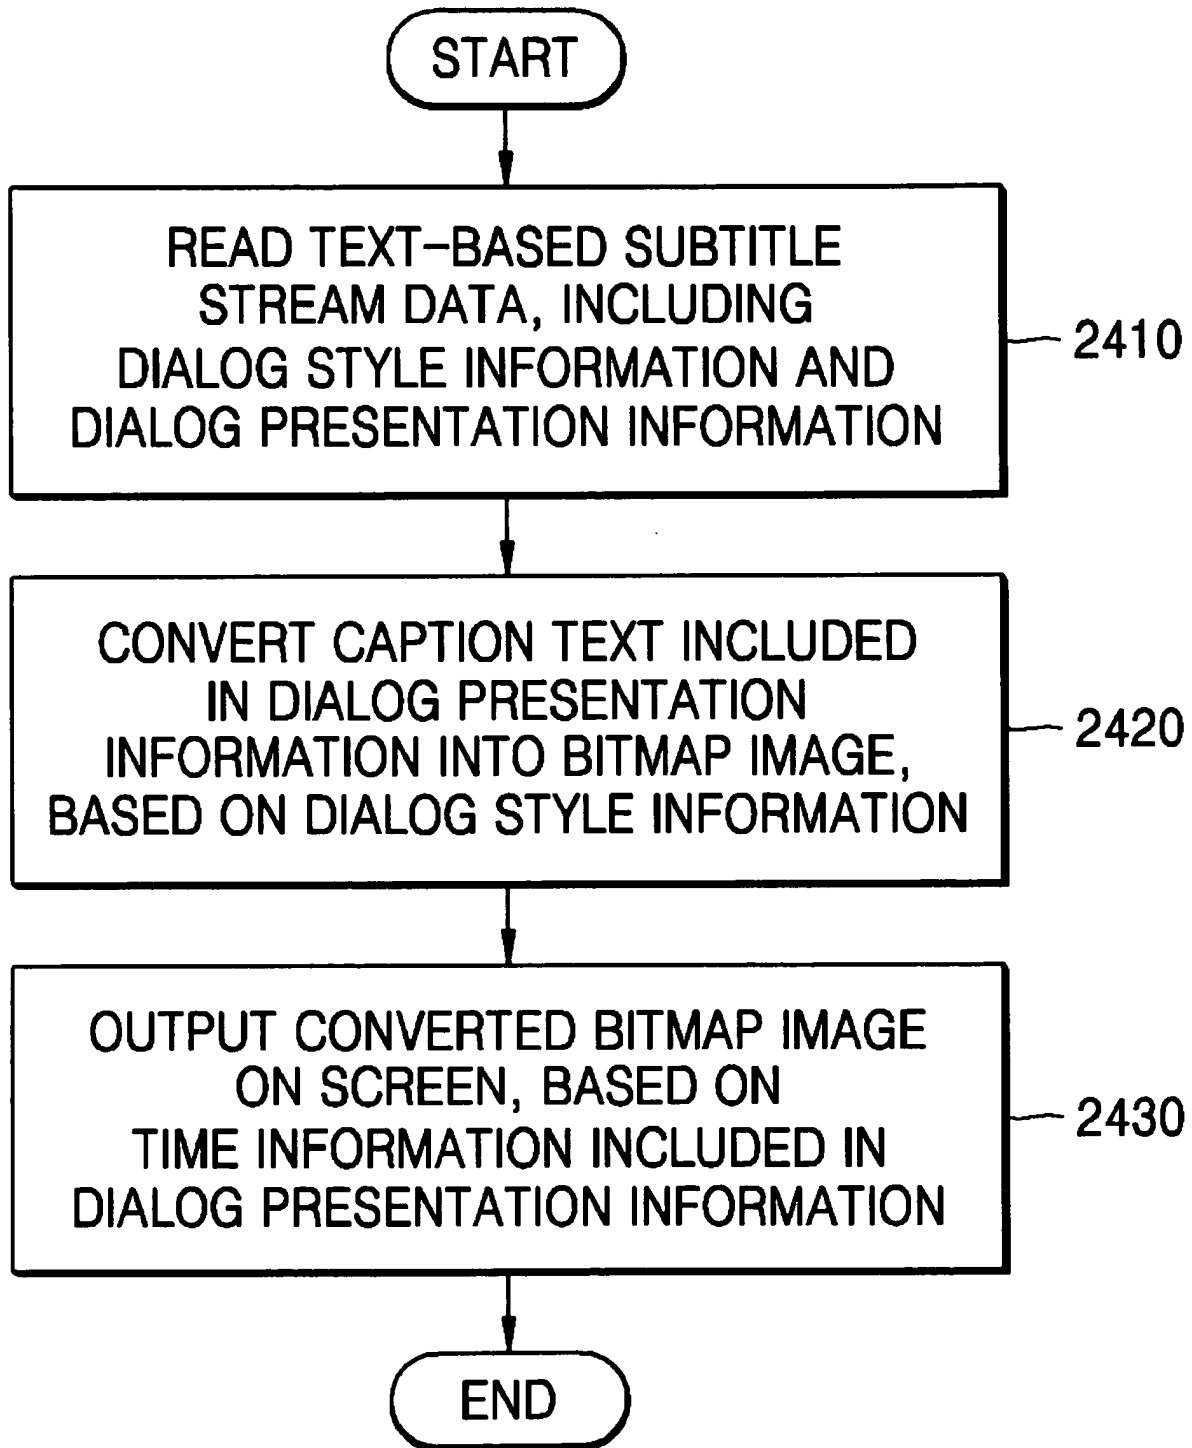 START
READ TEXT-BASED SUBTITLE
STREAM DATA, INCLUDING
DIALOG STYLE INFORMATION AND
DIALOG PRESENTATION INFORMATION
2410
CONVERT CAPTION TEXT INCLUDED
IN DIALOG PRESENTATION
INFORMATION INTO BITMAP IMAGE,
BASED ON DIALOG STYLE INFORMATION
2420
OUTPUT CONVERTED BITMAP IMAGE
ON SCREEN, BASED ON
TIME INFORMATION INCLUDED IN
DIALOG PRESENTATION INFORMATION
2430
END